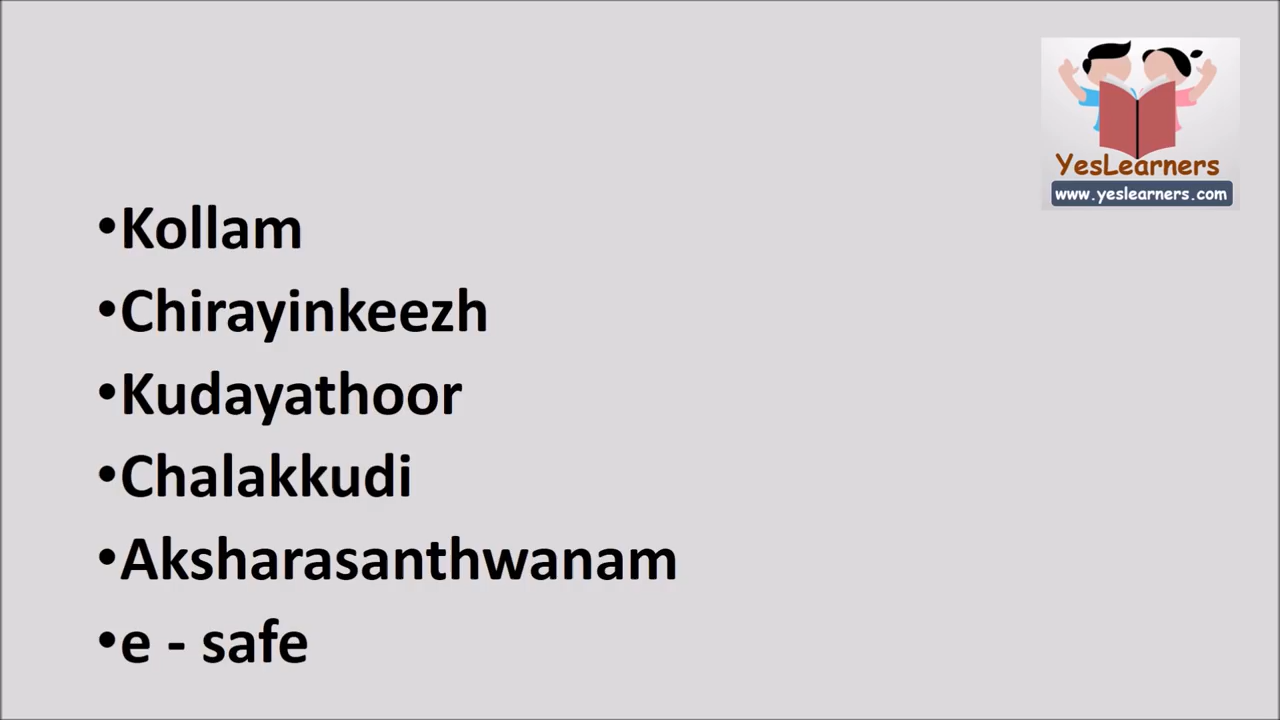 YesLearners
www.yeslearners.com
•Kollam
•Chirayinkeezh
•Kudayathoor
•Chalakkudi
•Aksharasanthwanam
•e - safe